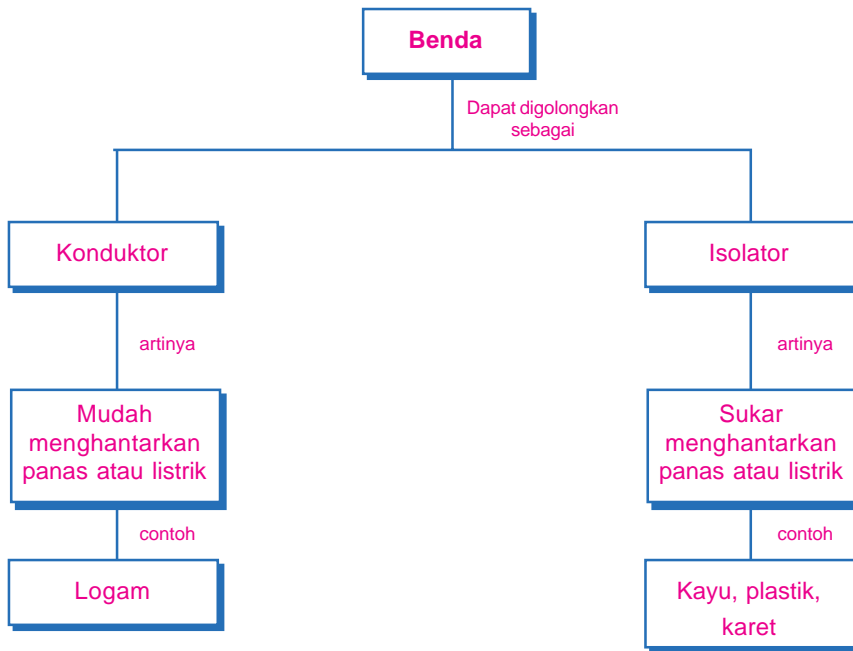 Benda
Dapat digolongkan
sebagai
Konduktor
artinya
Mudah
menghantarkan
panas atau listrik
contoh
Logam
Isolator
artinya
Sukar
menghantarkan
panas atau listrik
contoh
Kayu, plastik,
karet